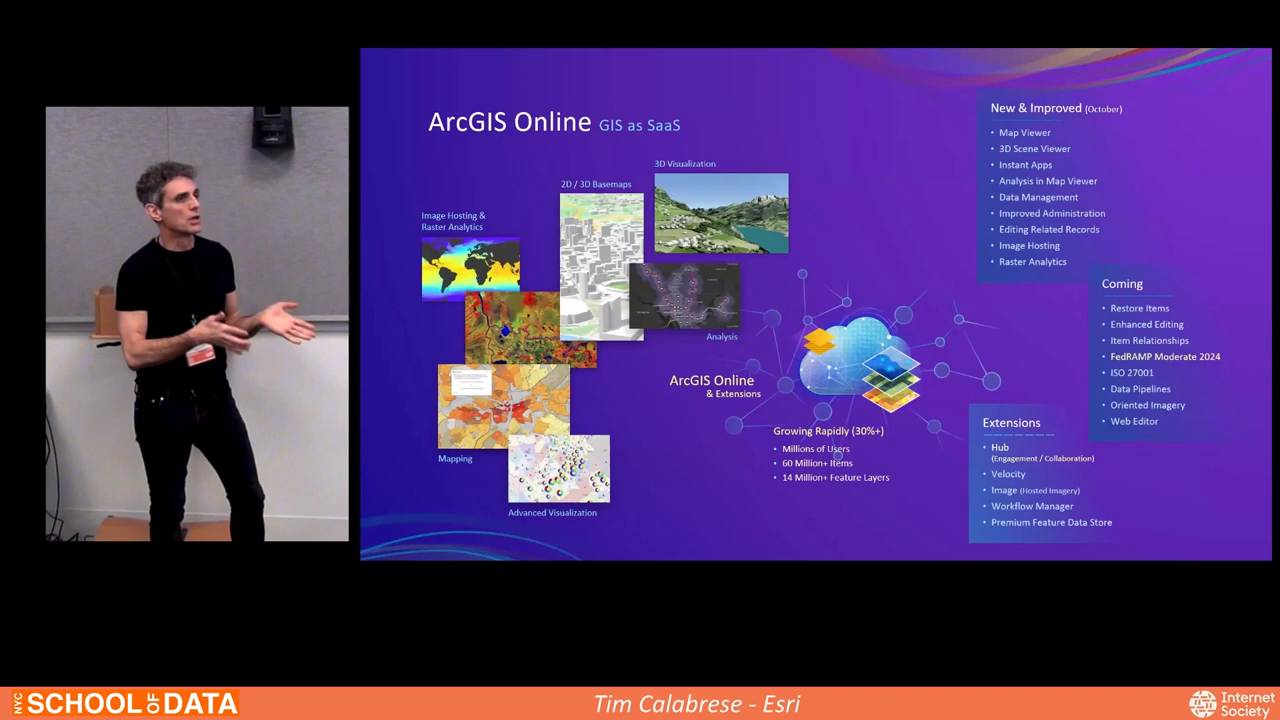 ArcGIS Online GIS as SaaS
Image Hosting &
Raster Analytics
2D / 3D Basemaps
3D Visualization
Analysis
Mapping
Advanced Visualization
ArcGIS Online
& Extensions
Growing Rapidly (30%+)
• Millions of Users
• 60 Million+ Items
• 14 Million+ Feature Layers
New & Improved (October)
• Map Viewer
• 3D Scene Viewer
• Instant Apps
• Analysis in Map Viewer
• Data Management
• Improved Administration
• Editing Related Records
• Image Hosting
• Raster Analytics
Coming
• Restore Items
• Enhanced Editing
• Item Relationships
• FedRAMP Moderate 2024
• ISO 27001
• Data Pipelines
• Oriented Imagery
• Web Editor
Extensions
• Hub
(Engagement / Collaboration)
• Velocity
• Image (Hosted Imagery)
• Workflow Manager
• Premium Feature Data Store
NYC SCHOOL OF DATA
Tim Calabrese - Esri
Internet
Society